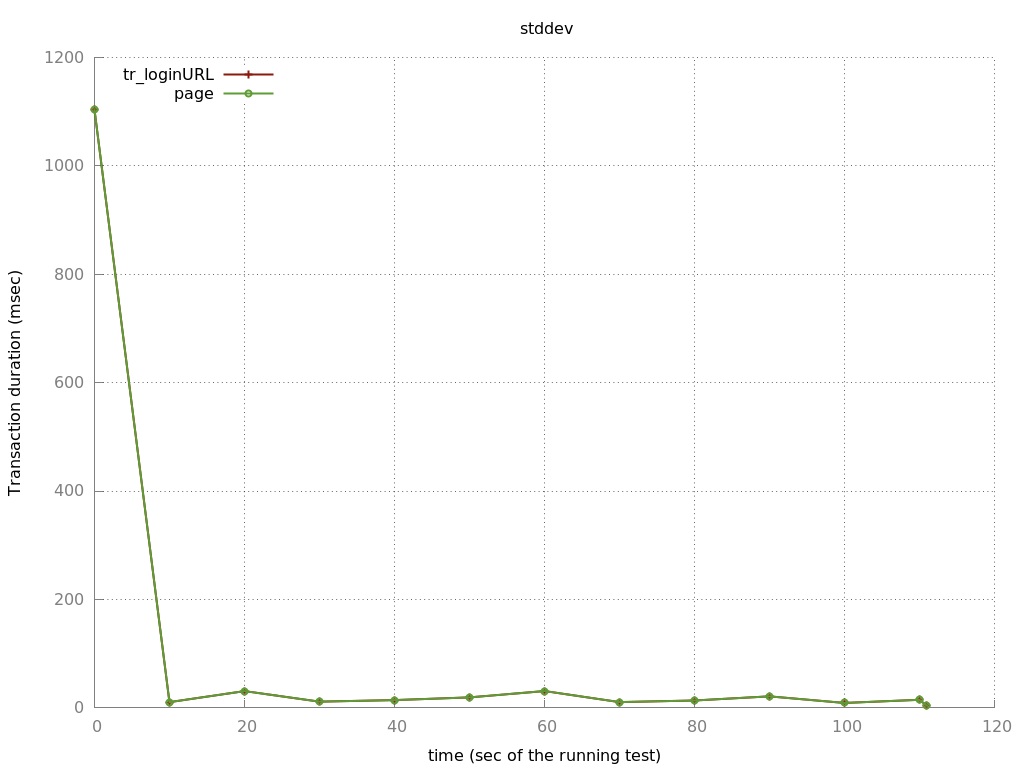 stddev
1200
1000
800
600
400
200
0
tr_loginURL
page
Transaction duration (msec)
0 20 40 60 80 100 120
time (sec of the running test)